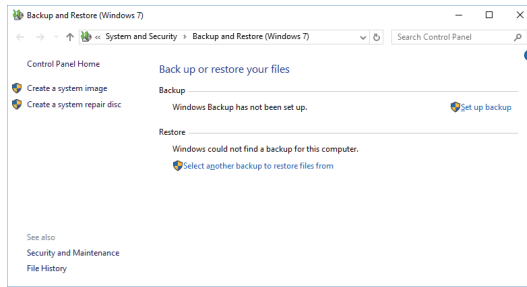 Backup and Restore (Windows 7)
« System and Security › Backup and Restore (Windows 7)
Search Control Panel
Control Panel Home
Create a system image
Create a system repair disc
Back up or restore your files
Backup
Windows Backup has not been set up.
Set up backup
Restore
Windows could not find a backup for this computer.
Select another backup to restore files from
See also
Security and Maintenance
File History